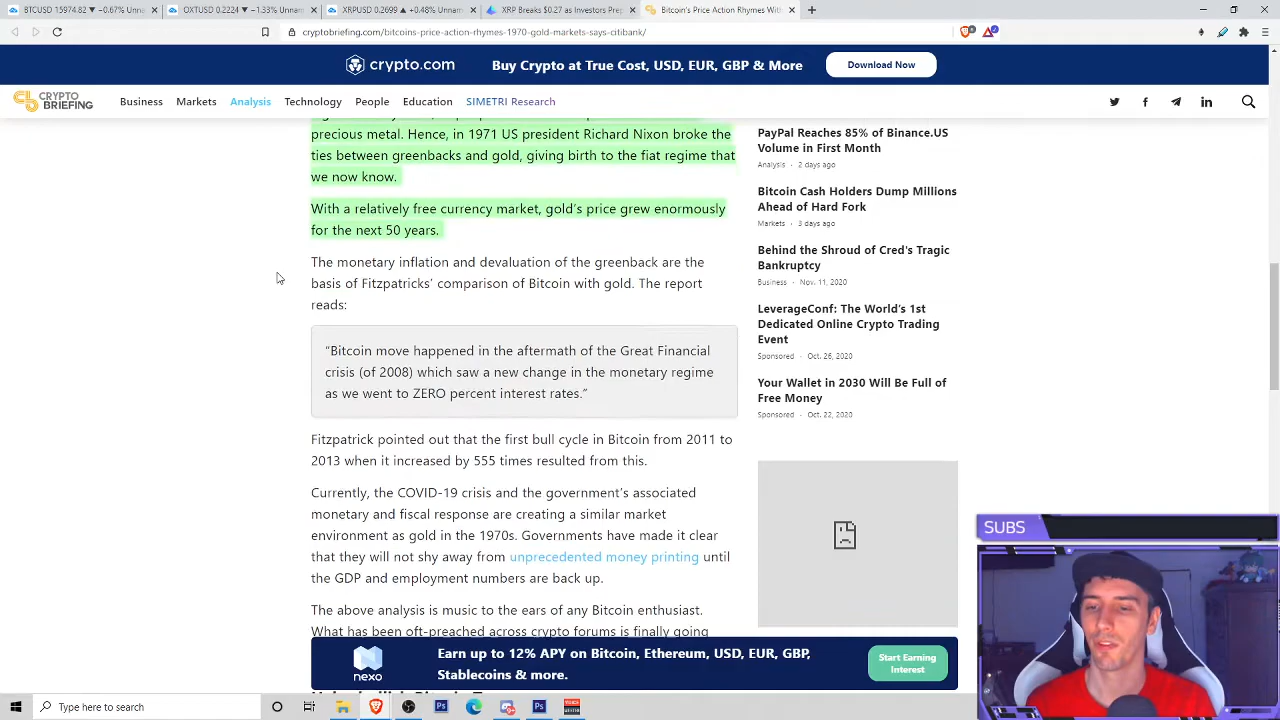 BTCUSD 15974.82 ▼ −0.67% Unnam
OXTUSD 0.2224 ▼ −1.33% Unnam
XRPUSD 0.2699 ▲ +0.48% Unnam
XRP Breaks $0.27 as Investors Prep
Bitcoin's Price Action Rhymes With
cryptobriefing.com/bitcoins-price-action-rhymes-1970-gold-markets-says-citibank/
crypto.com
Buy Crypto at True Cost, USD, EUR, GBP & More
Download Now
CRYPTO
BRIEFING
Business Markets Analysis Technology People Education SIMETRI Research
precious metal. Hence, in 1971 US president Richard Nixon broke the
ties between greenbacks and gold, giving birth to the fiat regime that
we now know.
With a relatively free currency market, gold's price grew enormously
for the next 50 years.
The monetary inflation and devaluation of the greenback are the
basis of Fitzpatricks' comparison of Bitcoin with gold. The report
reads:
“Bitcoin move happened in the aftermath of the Great Financial
crisis (of 2008) which saw a new change in the monetary regime
as we went to ZERO percent interest rates.”
Fitzpatrick pointed out that the first bull cycle in Bitcoin from 2011 to
2013 when it increased by 555 times resulted from this.
Currently, the COVID-19 crisis and the government's associated
monetary and fiscal response are creating a similar market
environment as gold in the 1970s. Governments have made it clear
that they will not shy away from unprecedented money printing until
the GDP and employment numbers are back up.
The above analysis is music to the ears of any Bitcoin enthusiast.
What has been oft-preached across crypto forums is finally going
PayPal Reaches 85% of Binance.US
Volume in First Month
Analysis · 2 days ago
Bitcoin Cash Holders Dump Millions
Ahead of Hard Fork
Markets · 3 days ago
Behind the Shroud of Cred's Tragic
Bankruptcy
Business · Nov. 11, 2020
LeverageConf: The World's 1st
Dedicated Online Crypto Trading
Event
Sponsored · Oct. 26, 2020
Your Wallet in 2030 Will Be Full of
Free Money
Sponsored · Oct. 22, 2020
SUBS
nexo
Earn up to 12% APY on Bitcoin, Ethereum, USD, EUR, GBP,
Stablecoins & more.
Start Earning
Interest
Type here to search